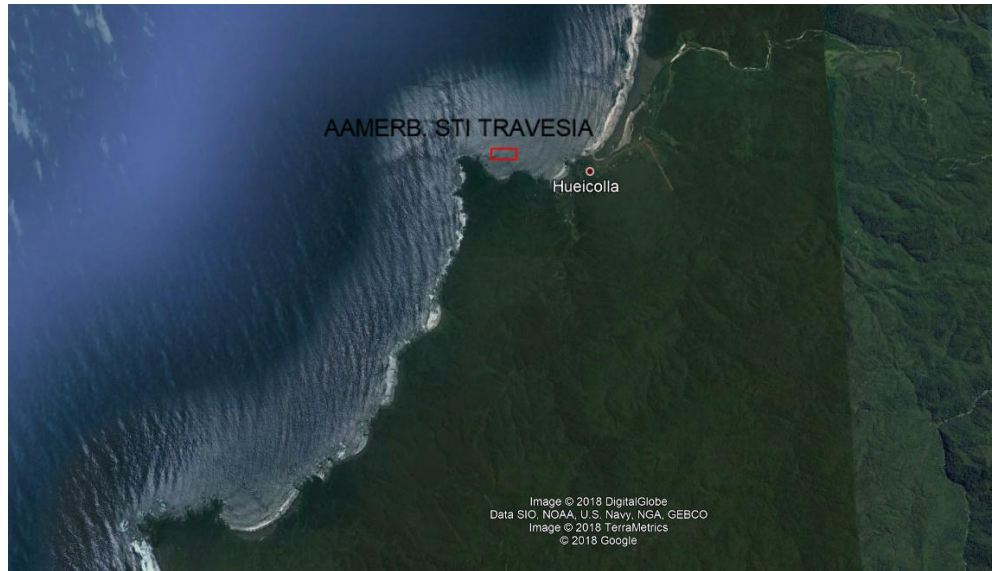 AAMERB. STI TRAVESIA
Hueicolla
Image © 2018 DigitalGlobe
Data SIO, NOAA, U.S. Navy, NGA, GEBCO
Image © 2018 TerraMetrics
© 2018 Google